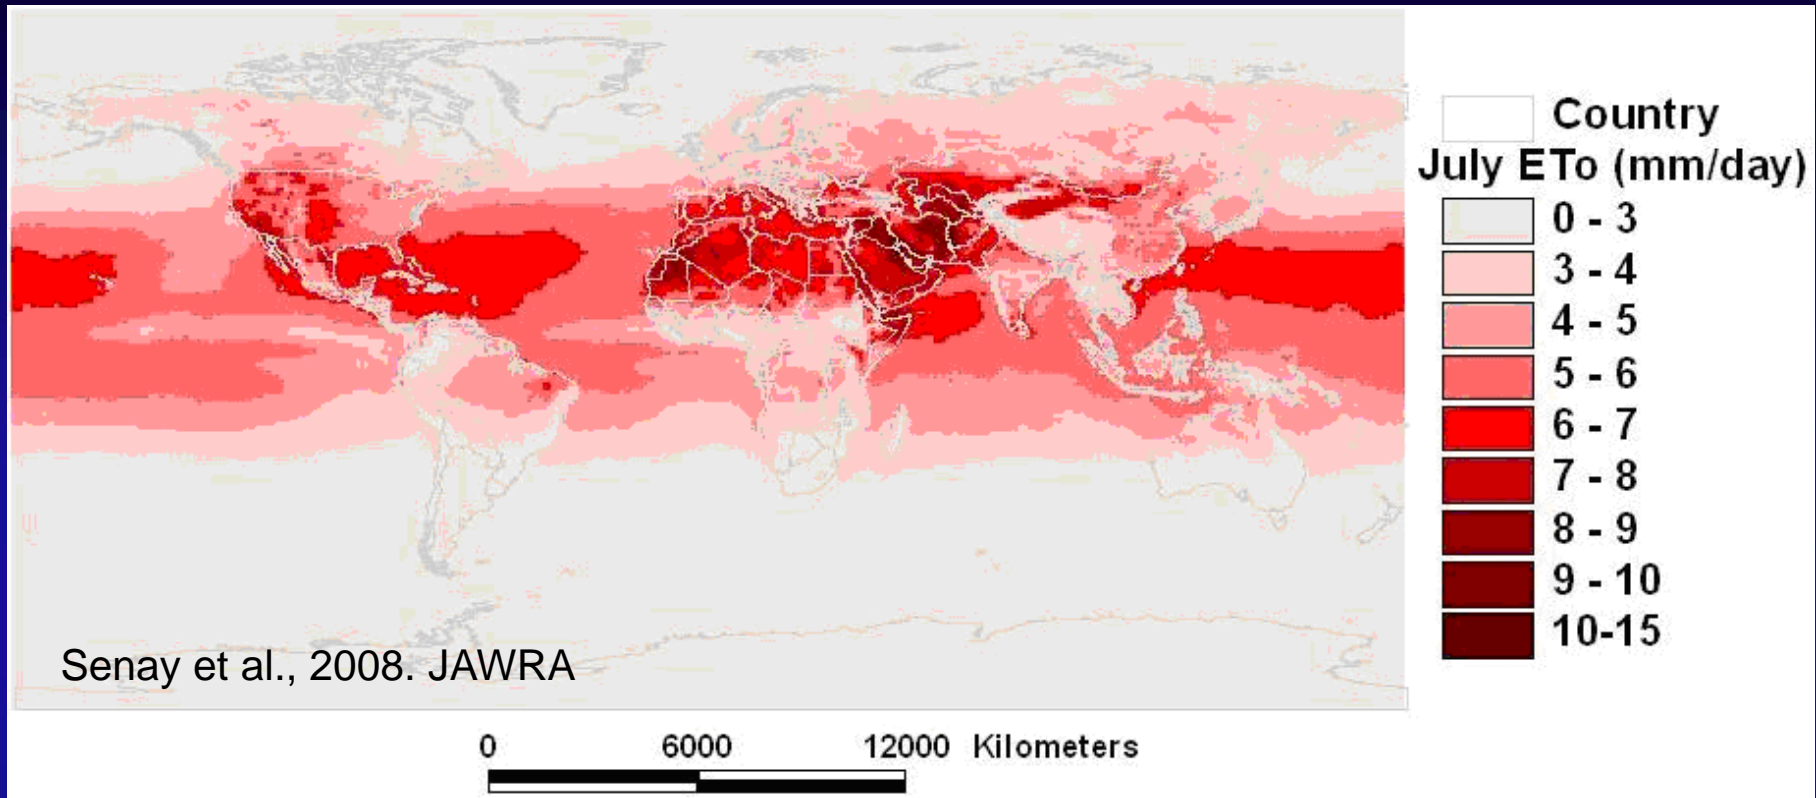 Country
July ETo (mm/day)
0 - 3
3 - 4
4 - 5
5 - 6
6 - 7
7 - 8
8 - 9
9 - 10
10-15
Senay et al., 2008. JAWRA
0 6000 12000 Kilometers